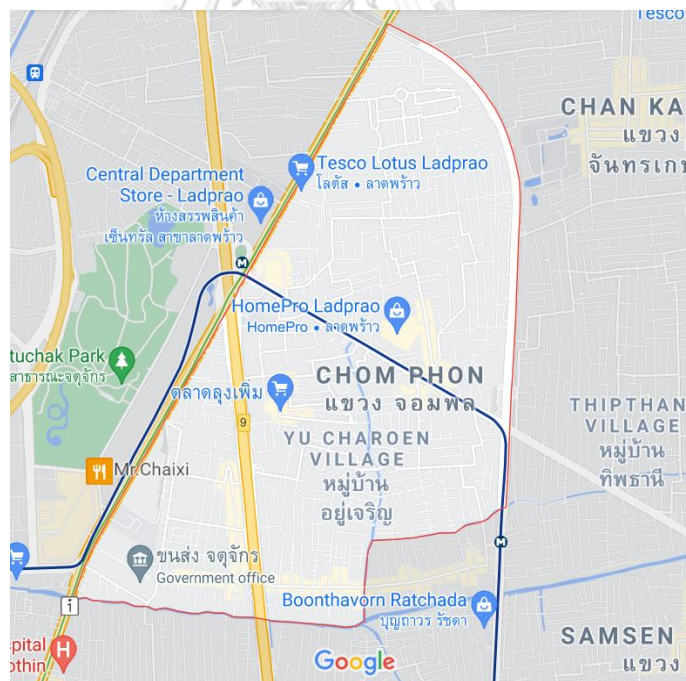 Tesco
CHAN KA
แขวง
จันทรเกษ
Tesco Lotus Ladprao
โลตัส • ลาดพร้าว
Central Department
Store - Ladprao
ห้างสรรพสินค้า
เซ็นทรัล สาขาลาดพร้าว
M
HomePro Ladprao
HomePro • ลาดพร้าว
tuchak Park
สาธารณะจตุจักร
ตลาดลุงเพิ่ม
CHOM PHON
แขวง จอมพล
9
THIPTHAN
VILLAGE
หมู่บ้าน
ทิพธานี
YU CHAROEN
VILLAGE
หมู่บ้าน
อยู่เจริญ
Mr.Chaixi
M
ขนส่ง จตุจักร
Government office
Boonthavorn Ratchada
บุญถาวร รัชดา
1
SAMSEN
แขวง
spital
othin
H
Google